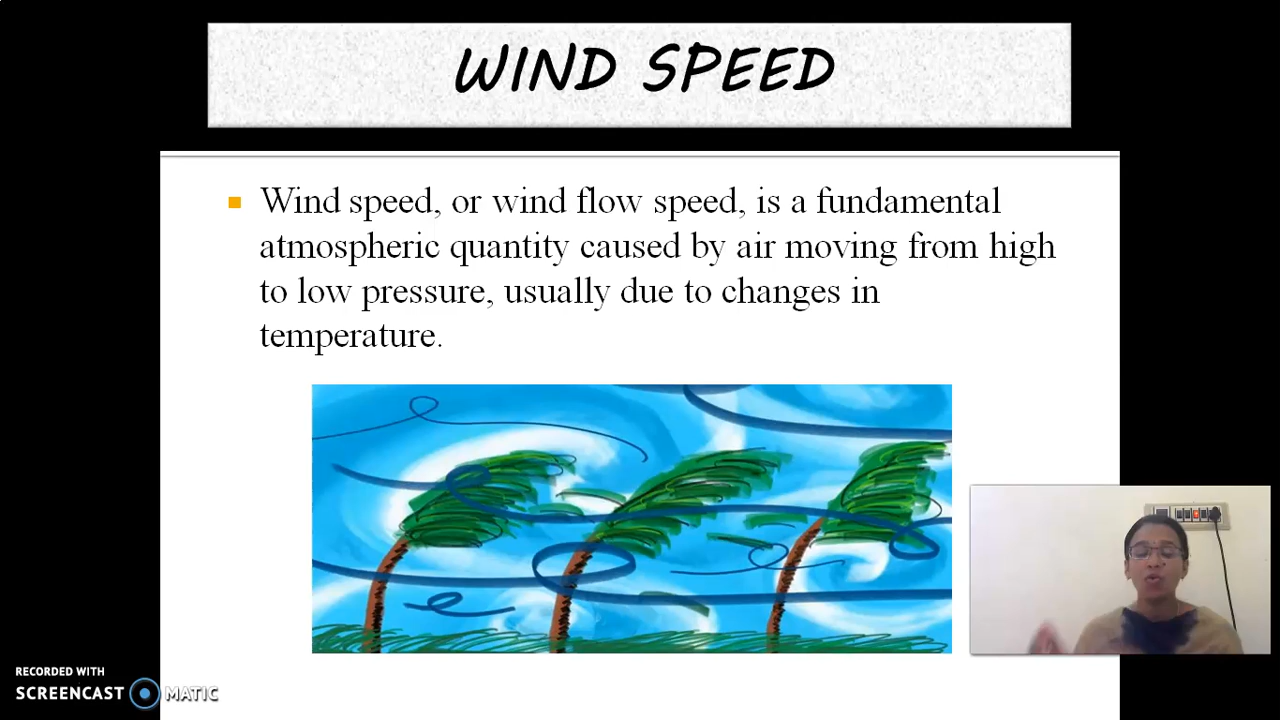 WIND SPEED
Wind speed, or wind flow speed, is a fundamental
atmospheric quantity caused by air moving from high
to low pressure, usually due to changes in
temperature.
RECORDED WITH
SCREENCAST MATIC